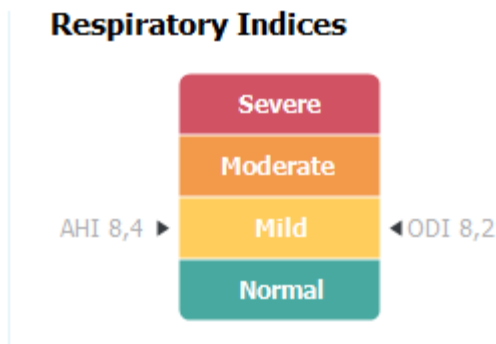 Respiratory Indices
Severe
Moderate
AHI 8,4 Mild ODI 8,2
Normal